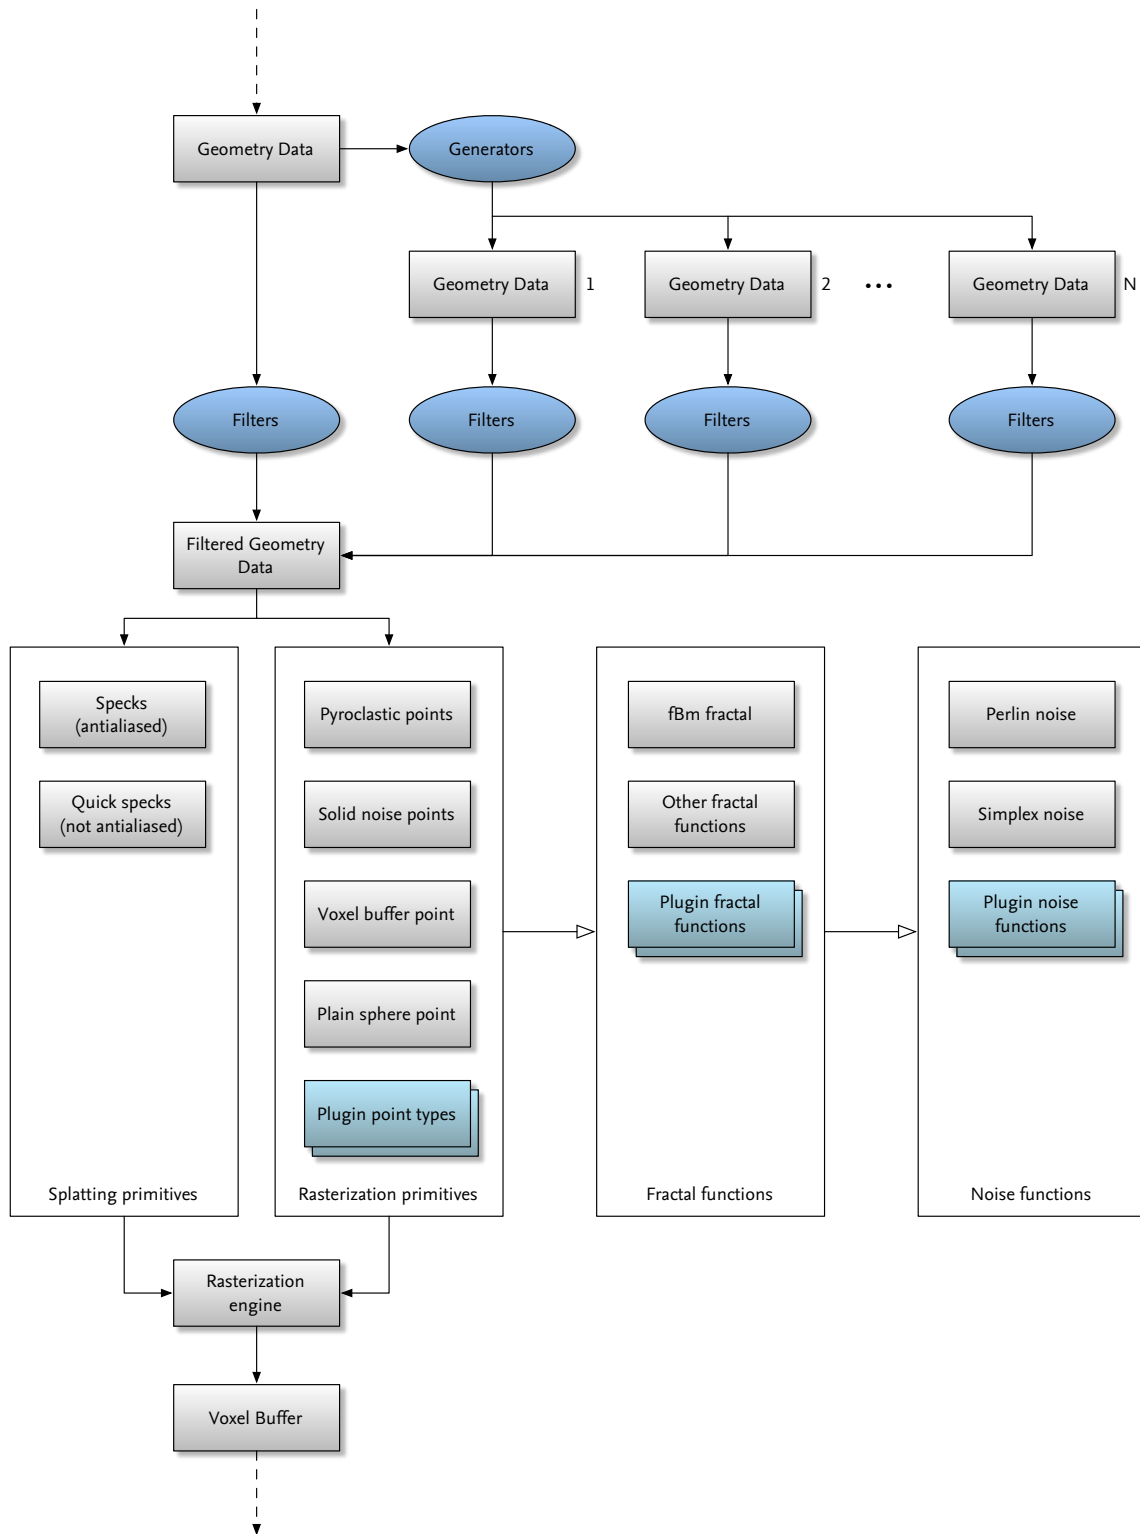 Geometry Data
Generators
Geometry Data
1
Geometry Data
2
•••
Geometry Data
N
Filters
Filters
Filters
Filters
Filtered Geometry
Data
Specks
(antialiased)
Quick specks
(not antialiased)
Splatting primitives
Pyroclastic points
Solid noise points
Voxel buffer point
Plain sphere point
Plugin point types
Rasterization primitives
fBm fractal
Other fractal
functions
Plugin fractal
functions
Fractal functions
Perlin noise
Simplex noise
Plugin noise
functions
Noise functions
Rasterization
engine
Voxel Buffer